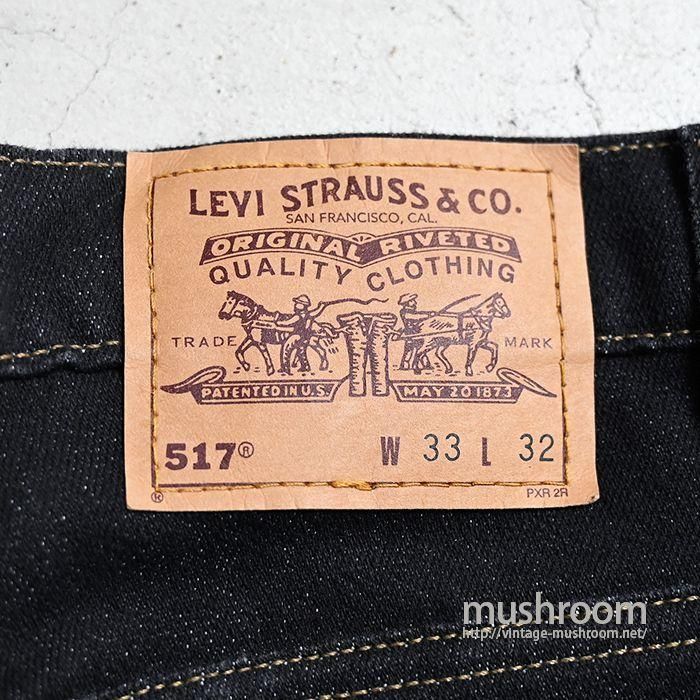 LEVI STRAUSS & CO.
SAN FRANCISCO, CAL.
ORIGINAL RIVETED
QUALITY CLOTHING
TRADE MARK
PATENTED IN U.S. MAY 20 1873
517® W 33 L 32
® PXR 2R
mushroom
http://vintage-mushroom.net/